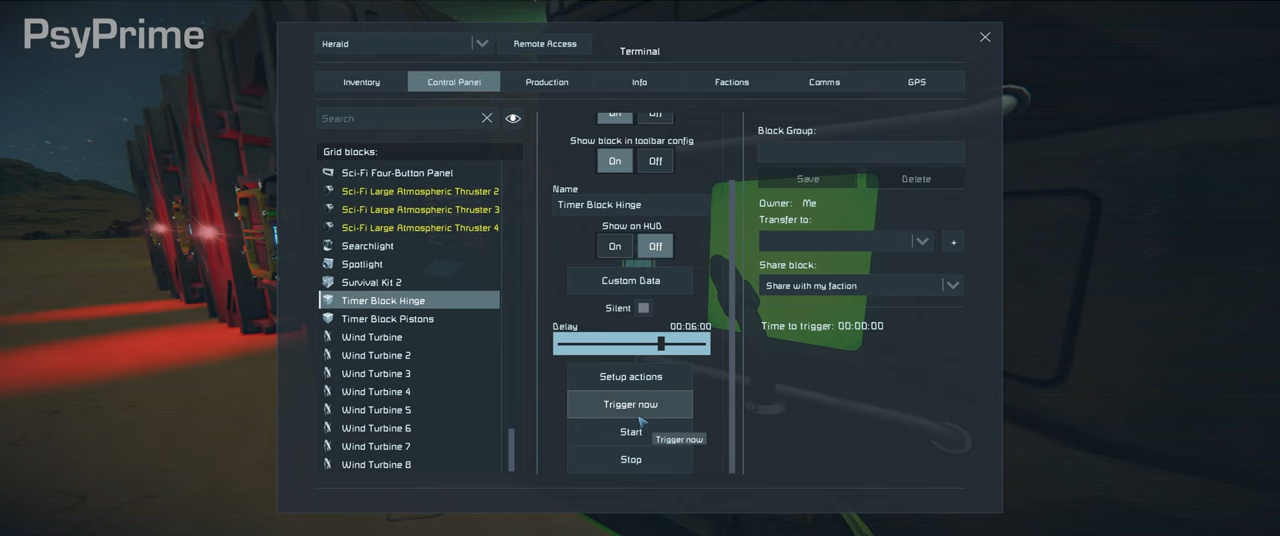 PsyPrime
Herald
Remote Access
Terminal
Inventory
Control Panel
Production
Info
Factions
Comms
GPS
Search
Grid blocks:
Sci-Fi Four-Button Panel
Sci-Fi Large Atmospheric Thruster 2
Sci-Fi Large Atmospheric Thruster 3
Sci-Fi Large Atmospheric Thruster 4
Searchlight
Spotlight
Survival Kit 2
Timer Block Hinge
Timer Block Pistons
Wind Turbine
Wind Turbine 2
Wind Turbine 3
Wind Turbine 4
Wind Turbine 5
Wind Turbine 6
Wind Turbine 7
Wind Turbine 8
On Off
Show block in toolbar config
On Off
Name
Timer Block Hinge
Show on HUD
On Off
Custom Data
Silent
Delay 00:06:00
Setup actions
Trigger now
Start
Trigger now
Stop
Block Group:
Save Delete
Owner: Me
Transfer to:
+
Share block:
Share with my faction
Time to trigger: 00:00:00